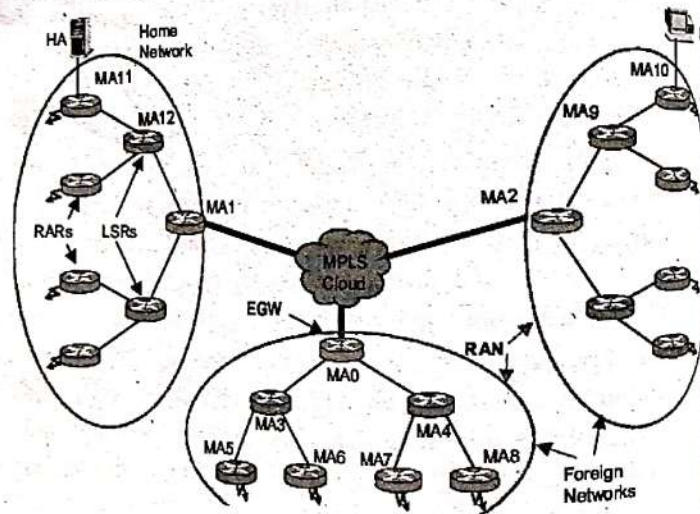 HA
Home
Network
MA11
MA12
MA10
MA9
RARs
LSRs
MA1
MA2
MPLS
Cloud
EGW
RAN
MA0
MA3
MA4
MA5
MA6
MA7
MA8
Foreign
Networks